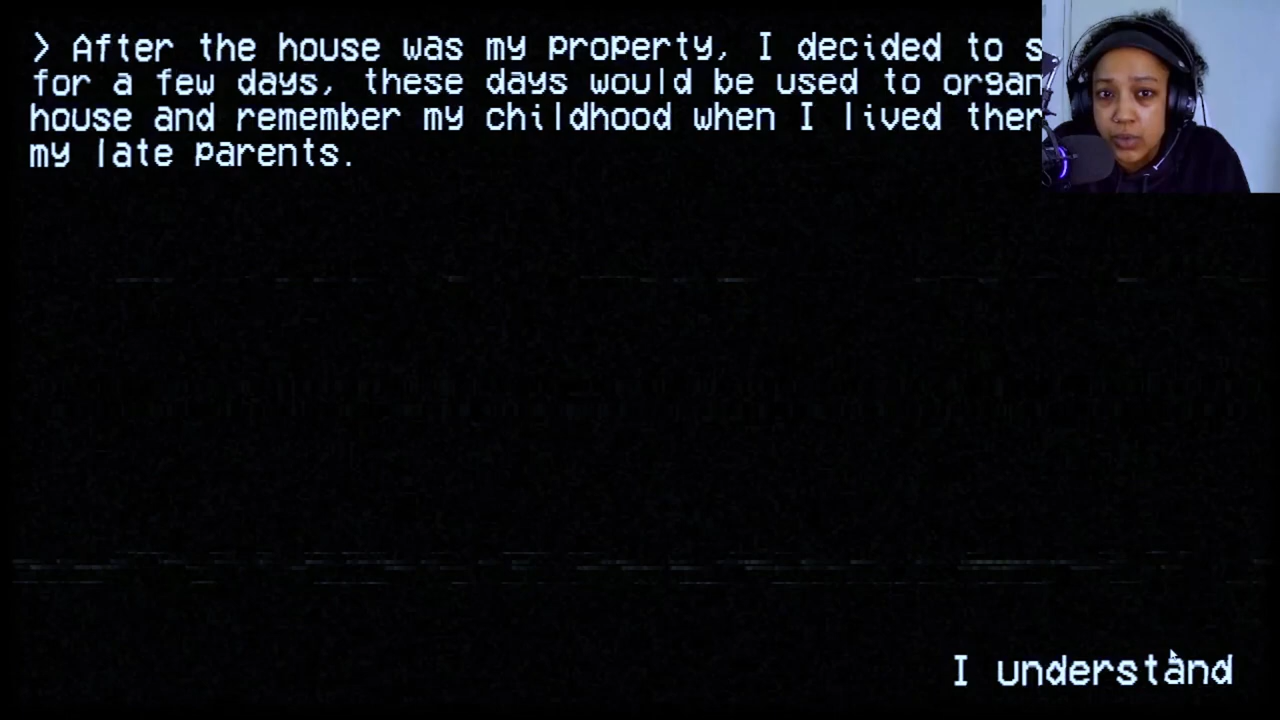 > After the house was my property, I decided to
for a few days, these days would be used to
house and remember my childhood when I lived
my late parents.
I understand